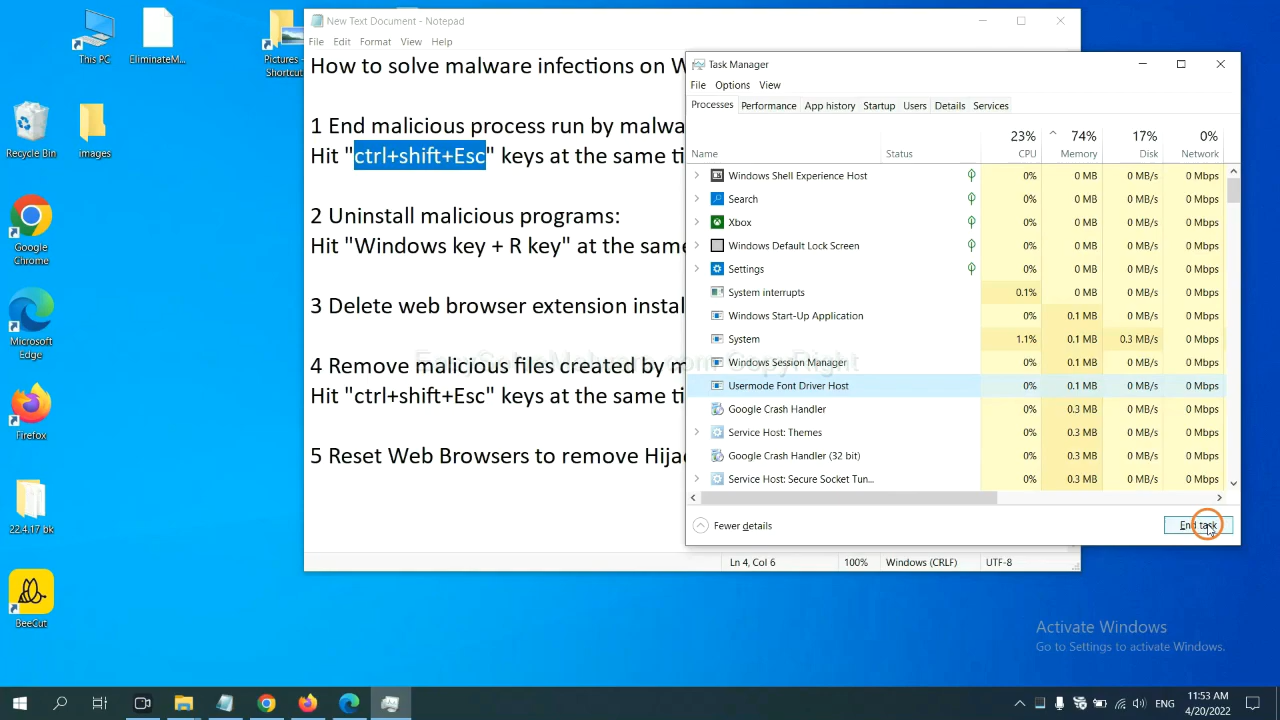 This PC
EliminateM...
Pictures - Shortcut
Recycle Bin
images
Google Chrome
Microsoft Edge
Firefox
22.4.17 bk
BeeCut
New Text Document - Notepad
File Edit Format View Help
How to solve malware infections on W
1 End malicious process run by malwa
Hit "ctrl+shift+Esc" keys at the same ti
2 Uninstall malicious programs:
Hit "Windows key + R key" at the same
3 Delete web browser extension instal
4 Remove malicious files created by m
Hit "ctrl+shift+Esc" keys at the same ti
5 Reset Web Browsers to remove Hijac
Ln 4, Col 6 100% Windows (CRLF) UTF-8
Task Manager
File Options View
Processes Performance App history Startup Users Details Services
23% 74% 17% 0%
Name Status CPU Memory Disk Network
Windows Shell Experience Host 0% 0 MB 0 MB/s 0 Mbps
Search 0% 0 MB 0 MB/s 0 Mbps
Xbox 0% 0 MB 0 MB/s 0 Mbps
Windows Default Lock Screen 0% 0 MB 0 MB/s 0 Mbps
Settings 0% 0 MB 0 MB/s 0 Mbps
System interrupts 0.1% 0 MB 0 MB/s 0 Mbps
Windows Start-Up Application 0% 0.1 MB 0 MB/s 0 Mbps
System 1.1% 0.1 MB 0.3 MB/s 0 Mbps
Windows Session Manager 0% 0.1 MB 0 MB/s 0 Mbps
Usermode Font Driver Host 0% 0.1 MB 0 MB/s 0 Mbps
Google Crash Handler 0% 0.3 MB 0 MB/s 0 Mbps
Service Host: Themes 0% 0.3 MB 0 MB/s 0 Mbps
Google Crash Handler (32 bit) 0% 0.3 MB 0 MB/s 0 Mbps
Service Host: Secure Socket Tun... 0% 0.3 MB 0 MB/s 0 Mbps
Fewer details End task
Activate Windows
Go to Settings to activate Windows.
ENG
11:53 AM
4/20/2022